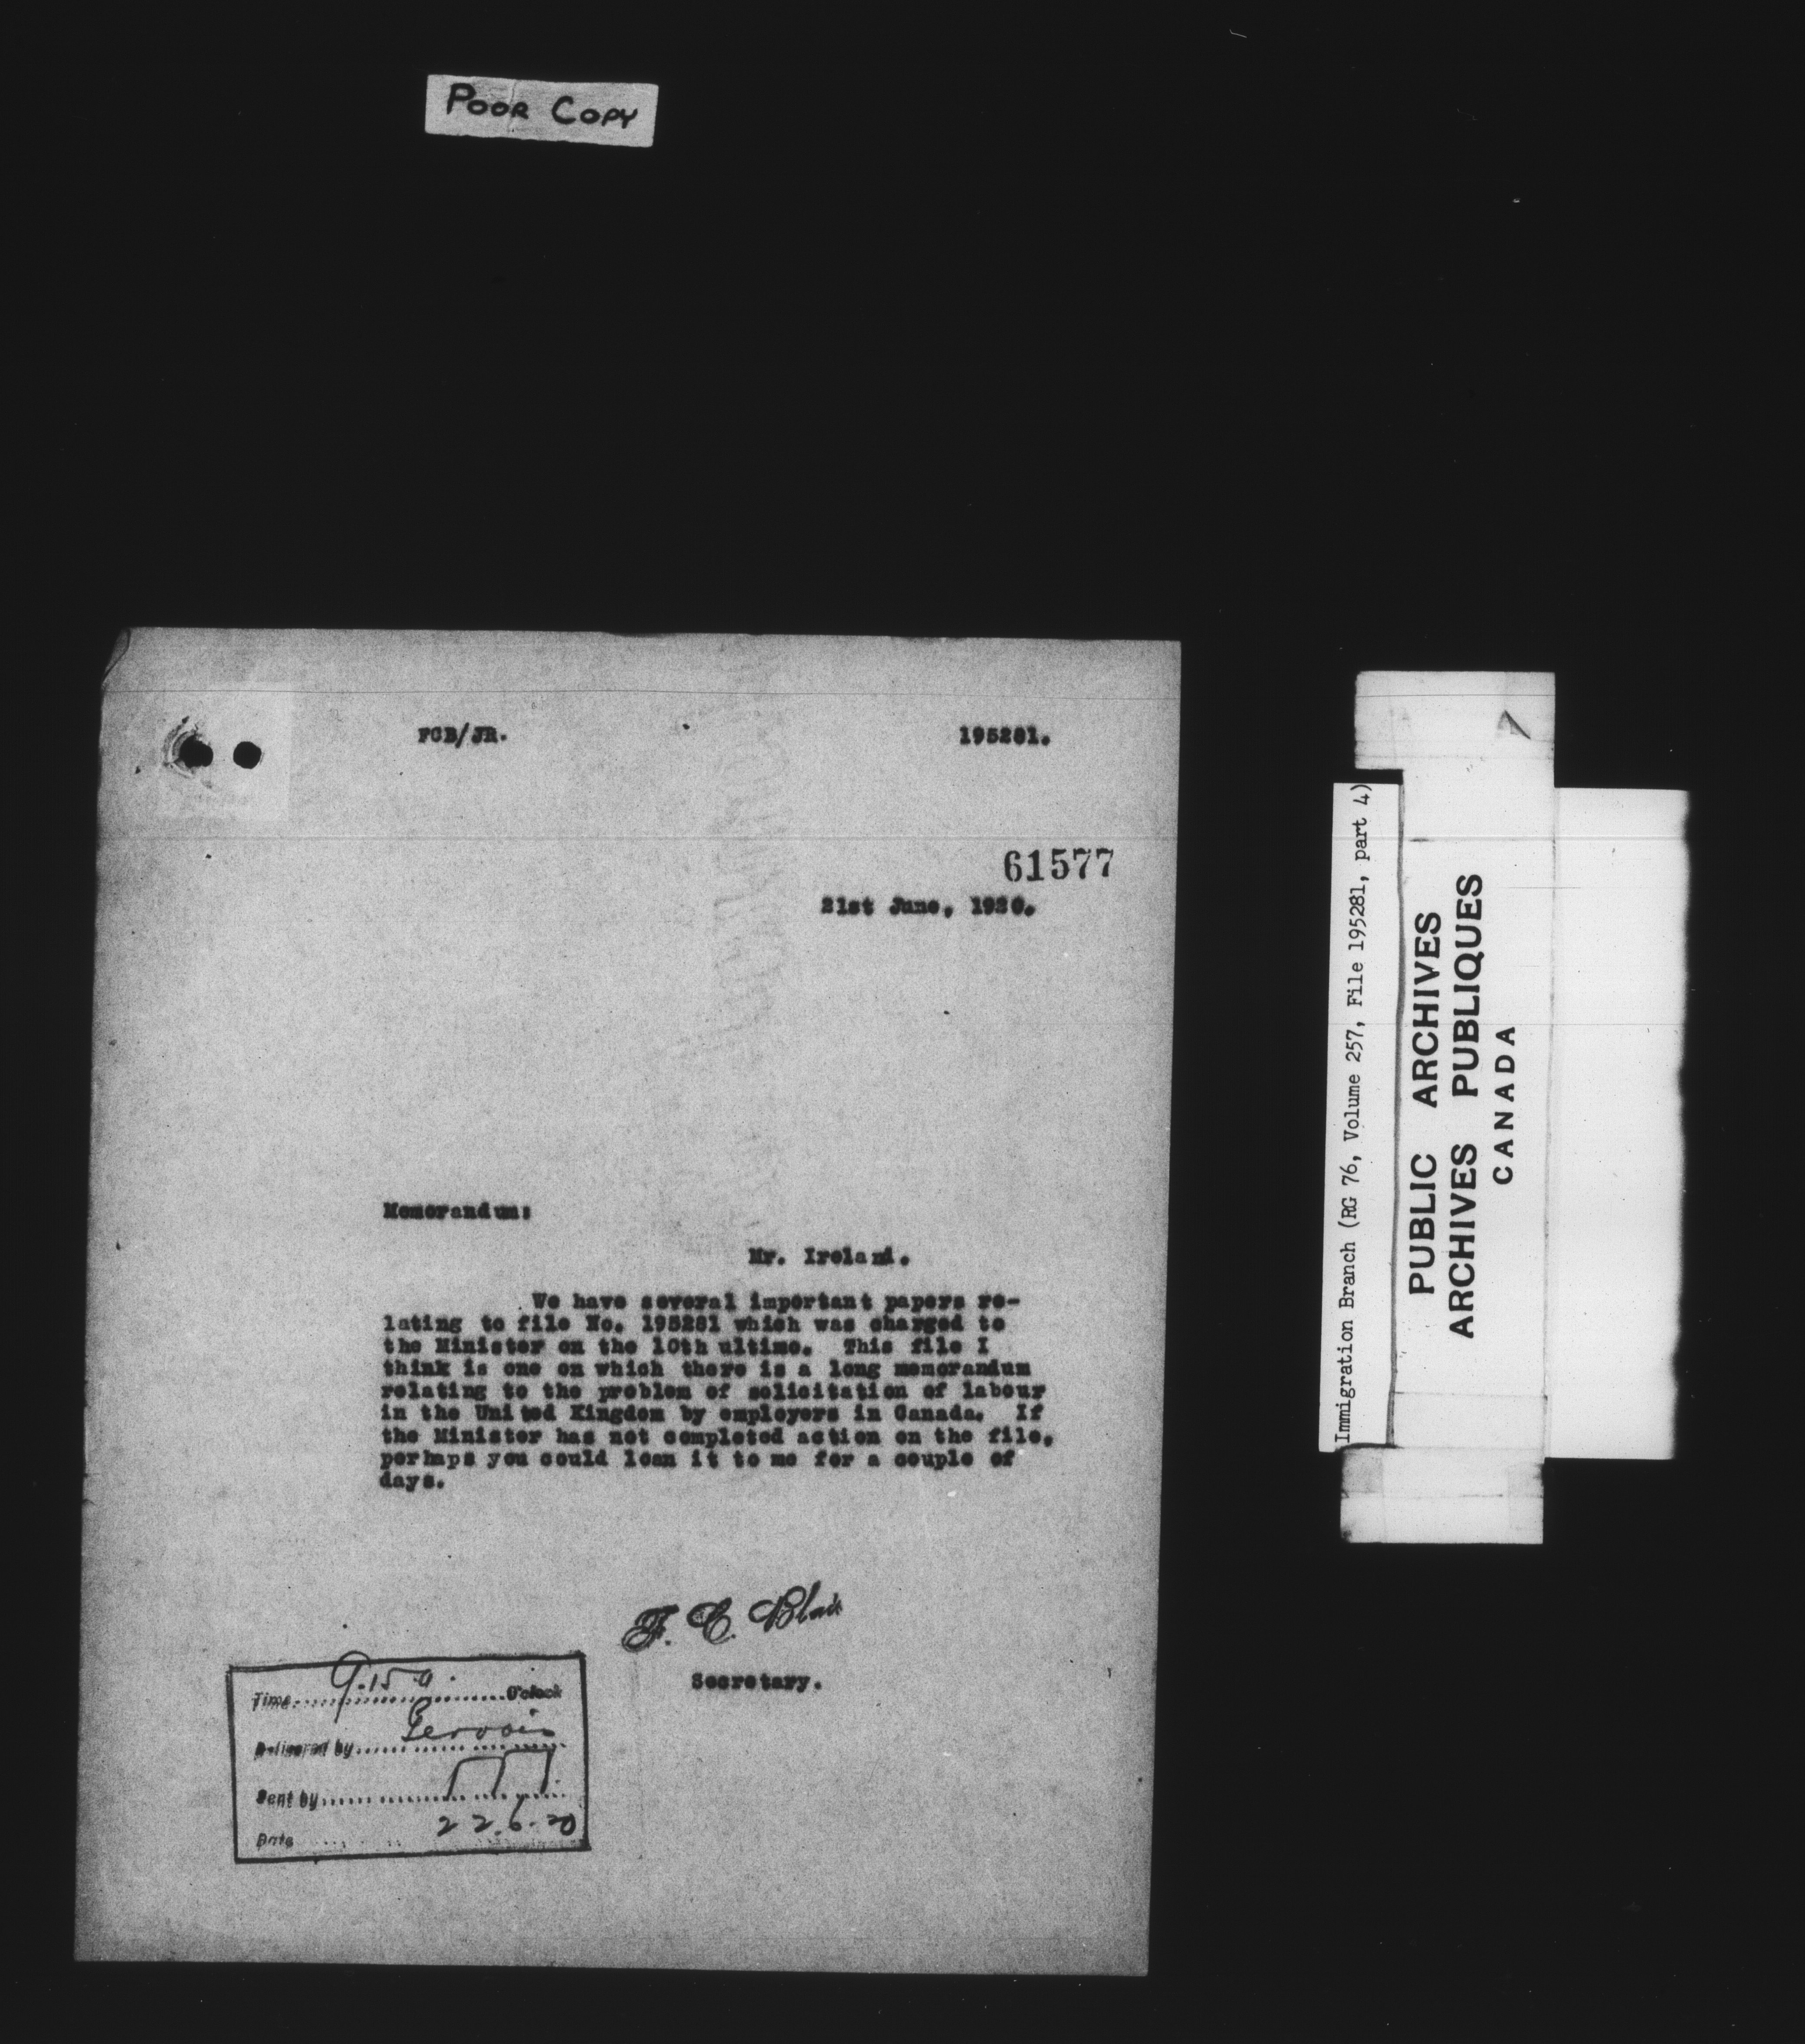 POOR COPY
FCB/JR.
195281.
61577
21st June, 1920.
Memorandum:
Mr. Ireland.
We have several important papers re-
lating to file No. 195281 which was charged to
the Minister on the 10th ultimo. This file I
think is one on which there is a long memorandum
relating to the problem of solicitation of labour
in the United Kingdom by employers in Canada. If
the Minister has not completed action on the file,
perhaps you could loan it to me for a couple of
days.
F. C. Blair
Secretary.
Time 9.15 a. O'clock
Delivered by Gervais
Sent by
Date 22.6.20
Immigration Branch (RG 76, Volume 257, File 195281, part 4)
PUBLIC ARCHIVES
ARCHIVES PUBLIQUES
CANADA